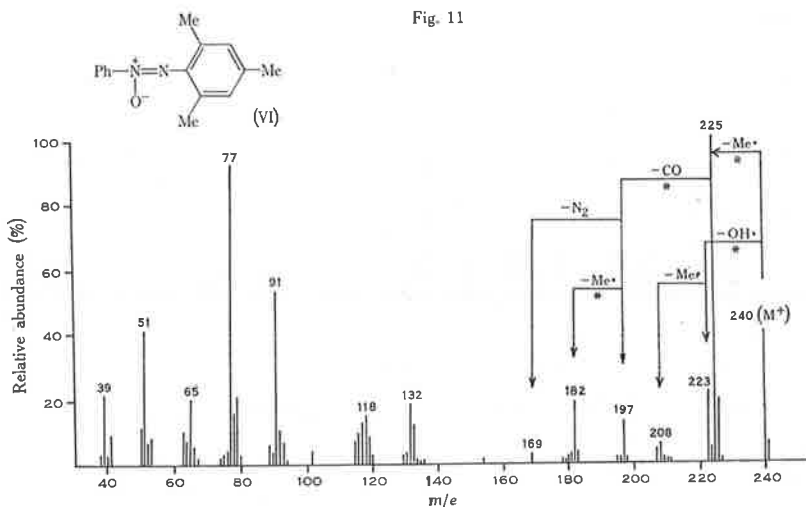 Fig. 11
Me
Ph—N⁺=N
Me
O⁻
Me
(VI)
Relative abundance (%)
100
80
60
40
20
77
225
−Me•
−CO
−N₂
−OH•
−Me•
−Me•
91
240 (M⁺)
51
39
65
118
132
182
223
197
208
169
40
60
80
100
120
140
160
180
200
220
240
m/e